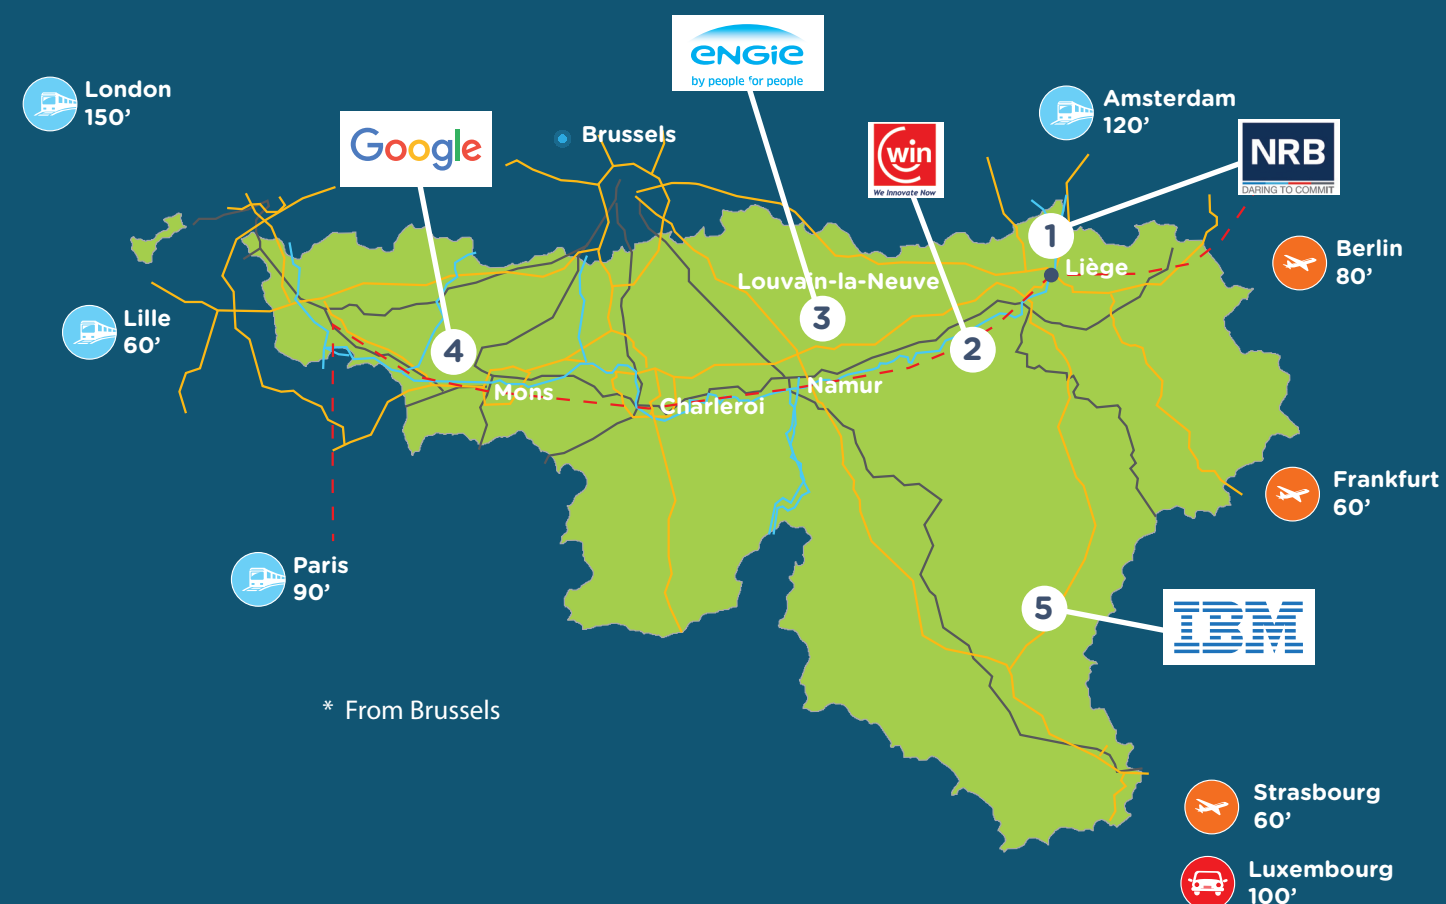 ENGIE
by people for people
London
150’
Amsterdam
120’
Google
Brussels
win
We Innovate Now
NRB
DARING TO COMMIT
1
Liège
Berlin
80’
Louvain-la-Neuve
3
Lille
60’
4
2
Mons
Namur
Charleroi
Frankfurt
60’
Paris
90’
5
IBM
* From Brussels
Strasbourg
60’
Luxembourg
100’